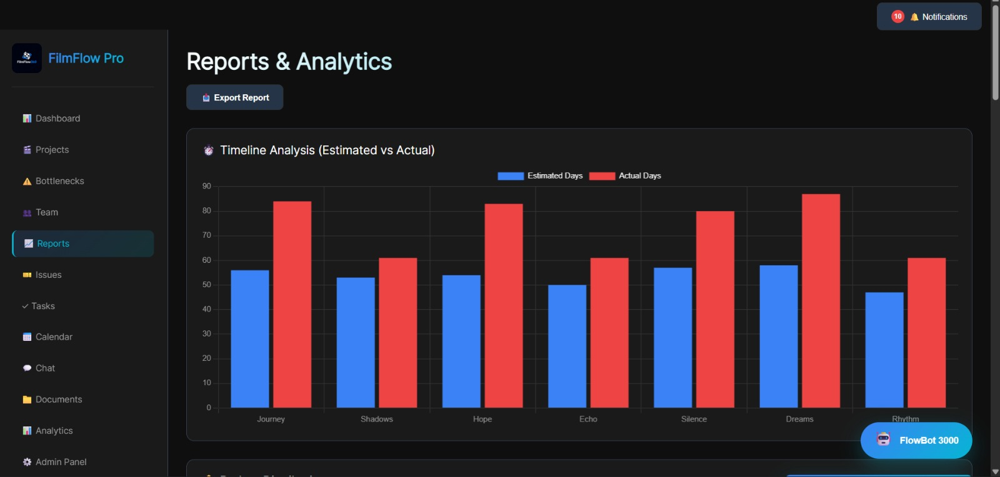 10 Notifications
FilmFlow360
FilmFlow Pro
Dashboard
Projects
Bottlenecks
Team
Reports
Issues
Tasks
Calendar
Chat
Documents
Analytics
Admin Panel
Reports & Analytics
Export Report
Timeline Analysis (Estimated vs Actual)
Estimated Days Actual Days
90
80
70
60
50
40
30
20
10
0
Journey Shadows Hope Echo Silence Dreams Rhythm
FlowBot 3000